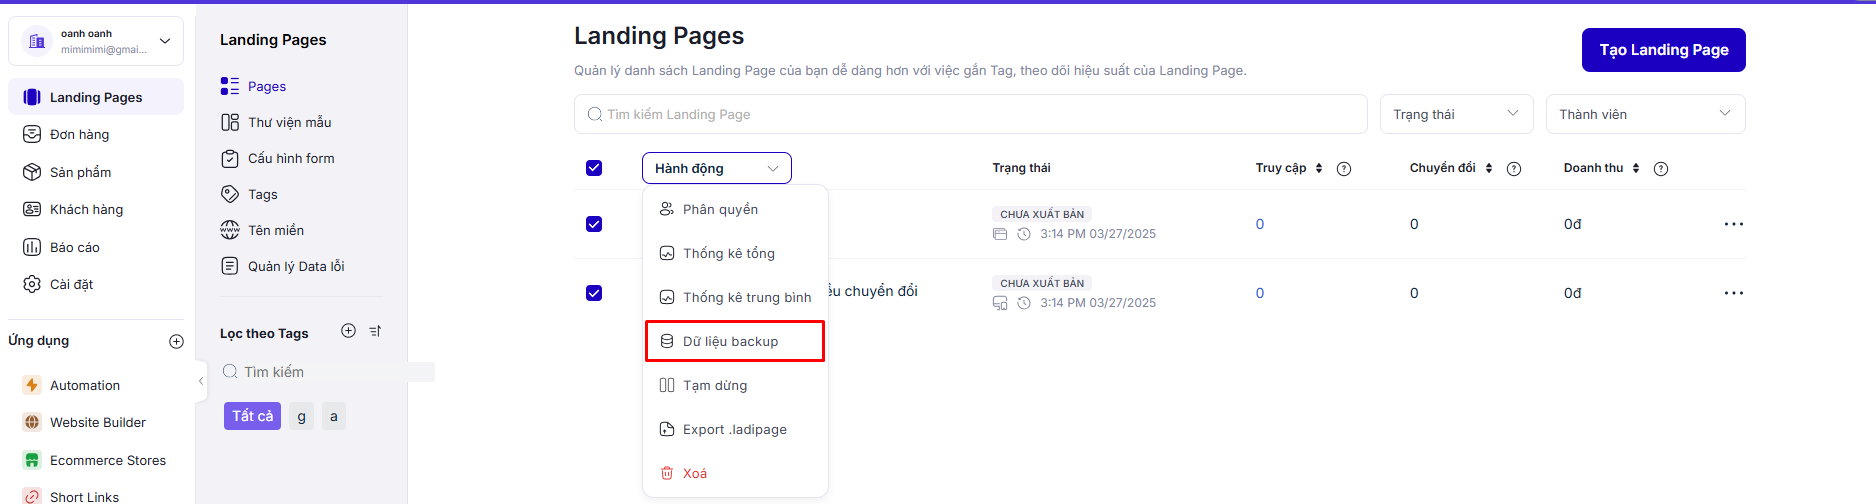 oanh oanh
mimimimi@gmai...
Landing Pages
Đơn hàng
Sản phẩm
Khách hàng
Báo cáo
Cài đặt
Ứng dụng
Automation
Website Builder
Ecommerce Stores
Short Links
Landing Pages
Pages
Thư viện mẫu
Cấu hình form
Tags
Tên miền
Quản lý Data lỗi
Lọc theo Tags
Tìm kiếm
Tất cả g a
Landing Pages
Tạo Landing Page
Quản lý danh sách Landing Page của bạn dễ dàng hơn với việc gắn Tag, theo dõi hiệu suất của Landing Page.
Tìm kiếm Landing Page
Trạng thái
Thành viên
Hành động Trạng thái Truy cập Chuyển đổi Doanh thu
Phân quyền
Thống kê tổng
Thống kê trung bình
Dữ liệu backup
Tạm dừng
Export .ladipage
Xoá
CHƯA XUẤT BẢN
3:14 PM 03/27/2025
0 0 0đ
chuyển đổi
CHƯA XUẤT BẢN
3:14 PM 03/27/2025
0 0 0đ